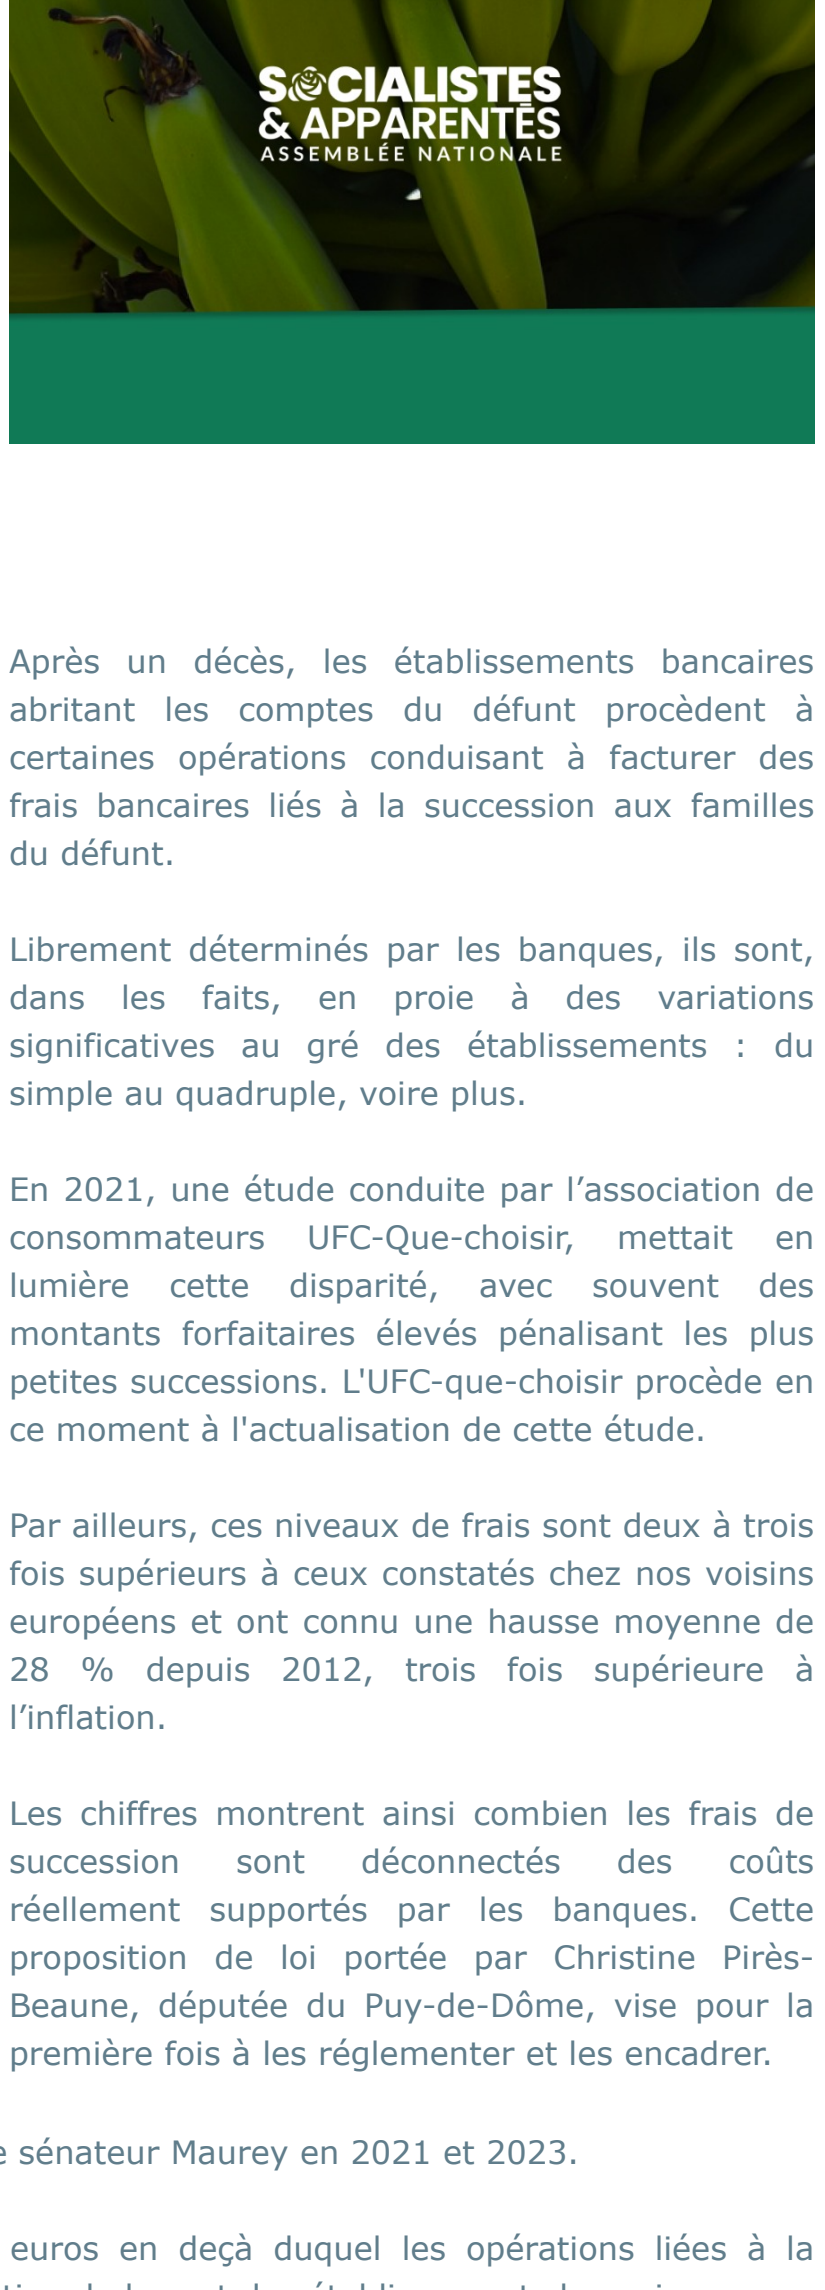 SOCIALISTES
& APPARENTÉS
ASSEMBLÉE NATIONALE
Après un décès, les établissements bancaires
abritant les comptes du défunt procèdent à
certaines opérations conduisant à facturer des
frais bancaires liés à la succession aux familles
du défunt.
Librement déterminés par les banques, ils sont,
dans les faits, en proie à des variations
significatives au gré des établissements : du
simple au quadruple, voire plus.
En 2021, une étude conduite par l’association de
consommateurs UFC-Que-choisir, mettait en
lumière cette disparité, avec souvent des
montants forfaitaires élevés pénalisant les plus
petites successions. L'UFC-que-choisir procède en
ce moment à l'actualisation de cette étude.
Par ailleurs, ces niveaux de frais sont deux à trois
fois supérieurs à ceux constatés chez nos voisins
européens et ont connu une hausse moyenne de
28 % depuis 2012, trois fois supérieure à
l’inflation.
Les chiffres montrent ainsi combien les frais de
succession sont déconnectés des coûts
réellement supportés par les banques. Cette
proposition de loi portée par Christine Pirès-
Beaune, députée du Puy-de-Dôme, vise pour la
première fois à les réglementer et les encadrer.
sénateur Maurey en 2021 et 2023.
euros en deçà duquel les opérations liées à la